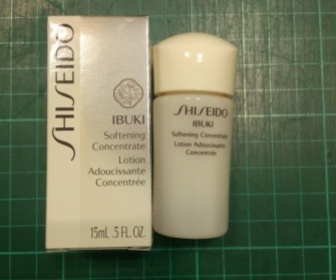 SHISEIDO
IBUKI
Softening
Concentrate
Lotion
Adoucissante
Concentrée
15mL .5 FL.OZ.
SHISEIDO
IBUKI
Softening Concentrate
Lotion Adoucissante
Concentrée